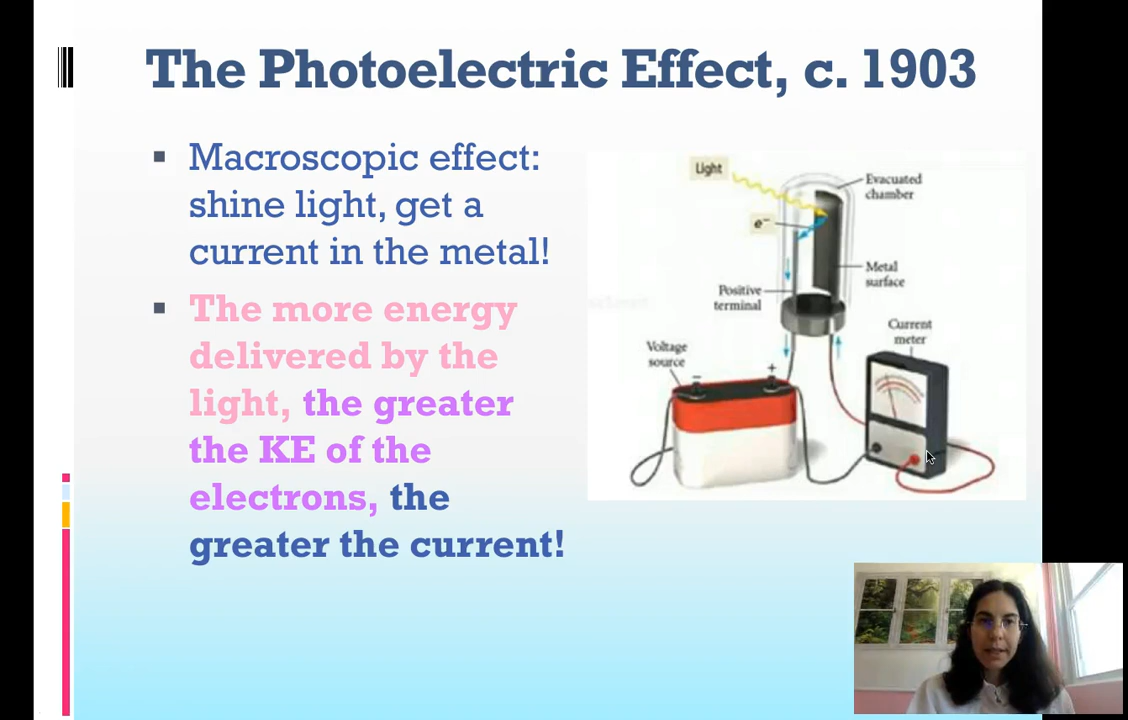 The Photoelectric Effect, c. 1903
Macroscopic effect:
shine light, get a
current in the metal!
The more energy
delivered by the
light, the greater
the KE of the
electrons, the
greater the current!
Light
Evacuated
chamber
e⁻
Metal
surface
Positive
terminal
Current
meter
Voltage
source
−
+